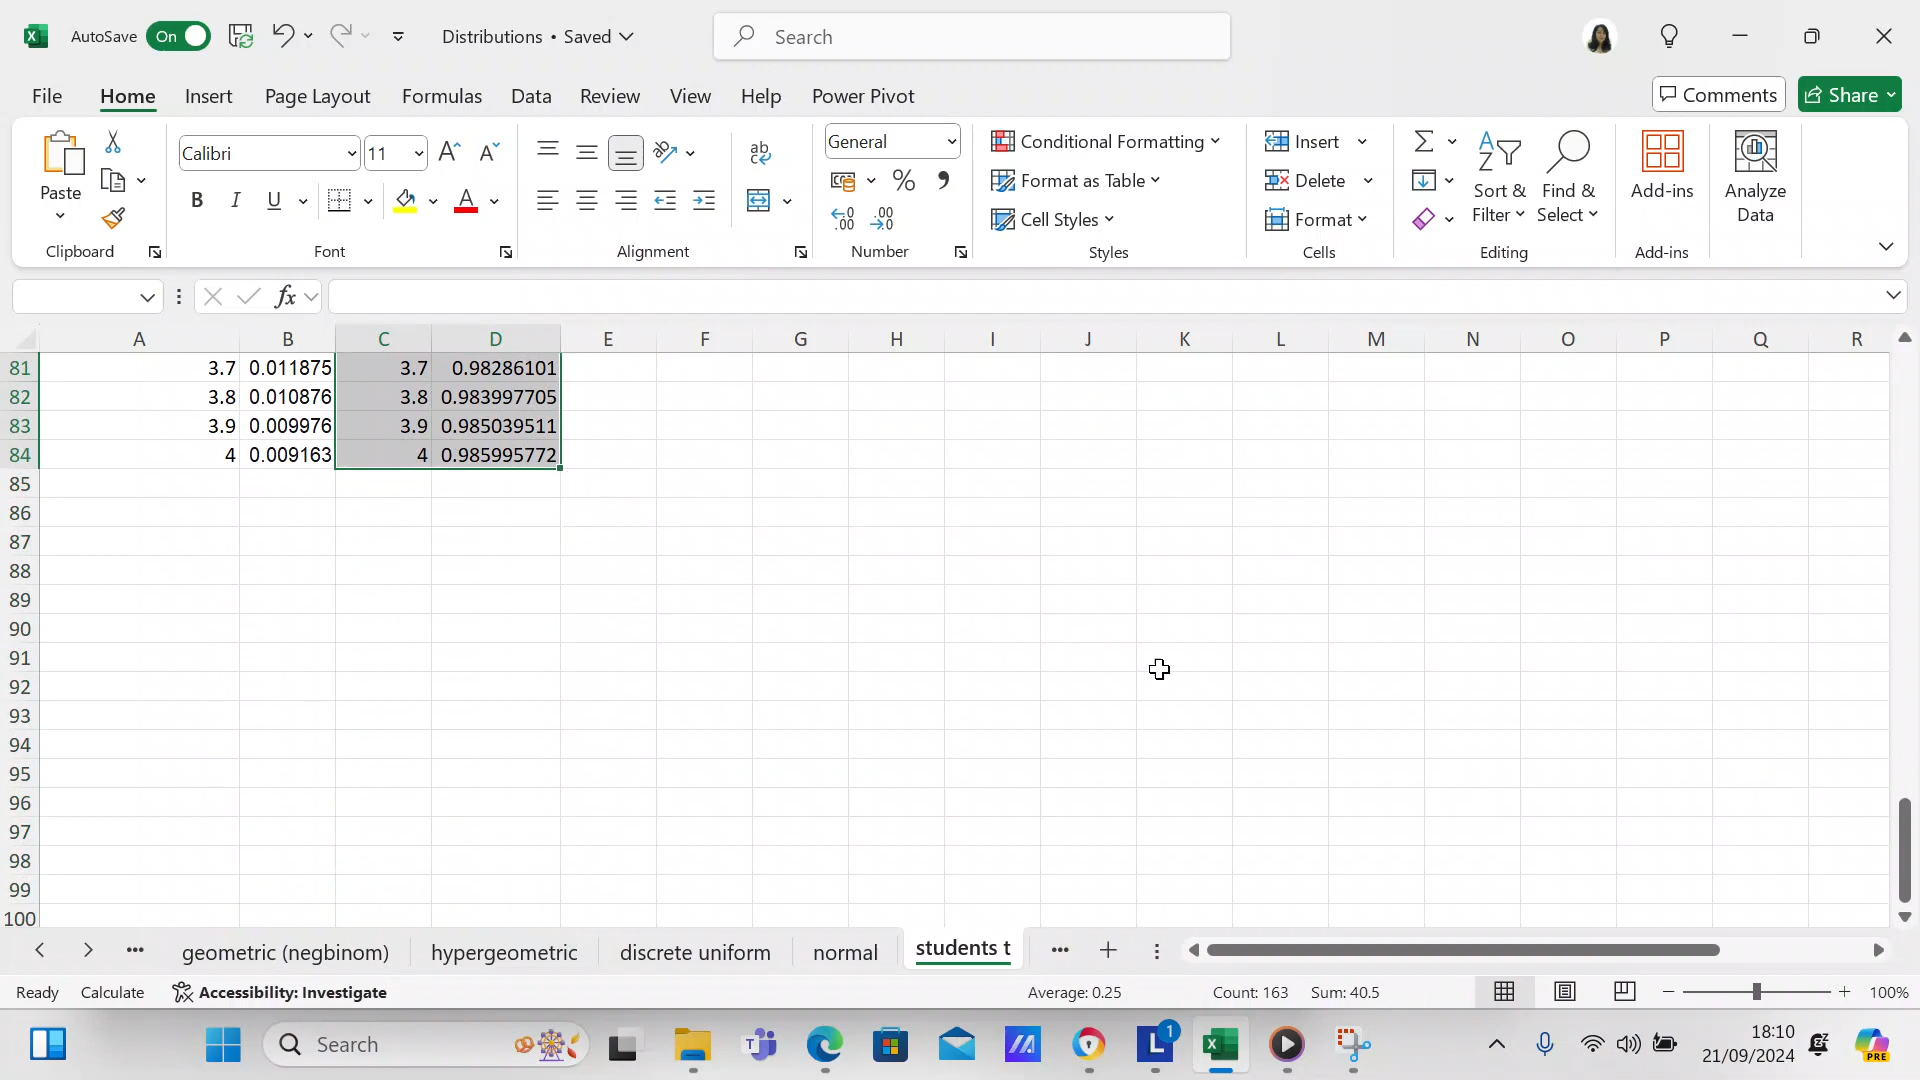 AutoSave On Distributions • Saved Search
File Home Insert Page Layout Formulas Data Review View Help Power Pivot Comments Share
Paste Calibri 11 General Conditional Formatting Format as Table Cell Styles Insert Delete Format Sort & Filter Find & Select Add-ins Analyze Data
Clipboard Font Alignment Number Styles Cells Editing Add-ins
fx
A B C D E F G H I J K L M N O P Q R
81 3.7 0.011875 3.7 0.98286101
82 3.8 0.010876 3.8 0.983997705
83 3.9 0.009976 3.9 0.985039511
84 4 0.009163 4 0.985995772
85
86
87
88
89
90
91
92
93
94
95
96
97
98
99
100
geometric (negbinom) hypergeometric discrete uniform normal students t
Ready Calculate Accessibility: Investigate Average: 0.25 Count: 163 Sum: 40.5 100%
Search 1 18:10
21/09/2024 PRE